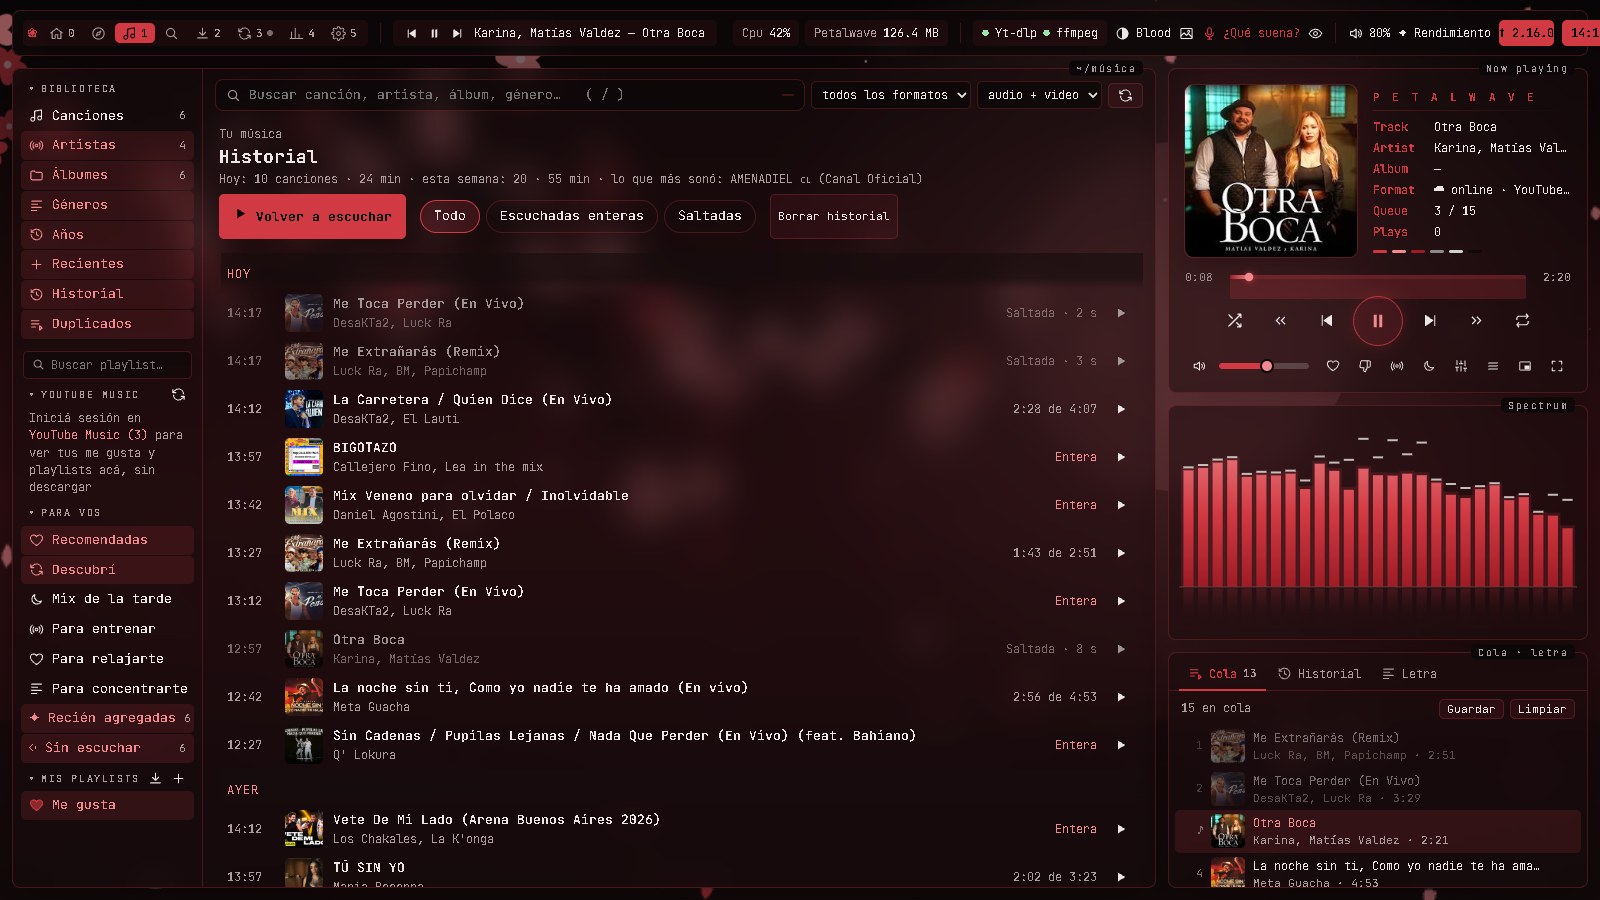 0 1 2 3 4 5
Karina, Matías Valdez — Otra Boca
Cpu 42% Petalwave 126.4 MB
Yt-dlp ffmpeg Blood ¿Qué suena? 80% Rendimiento
↑ 2.16.0
~/música
Now playing
BIBLIOTECA
Canciones 6
Artistas 4
Álbumes 6
Géneros
Años
Recientes
Historial
Duplicados
Buscar playlist…
YOUTUBE MUSIC
Iniciá sesión en
YouTube Music (3) para
ver tus me gusta y
playlists acá, sin
descargar
PARA VOS
Recomendadas
Descubrí
Mix de la tarde
Para entrenar
Para relajarte
Para concentrarte
Recién agregadas 6
Sin escuchar 6
MIS PLAYLISTS
Me gusta
Buscar canción, artista, álbum, género… ( / )
todos los formatos
audio + video
Tu música
Historial
Hoy: 10 canciones · 24 min · esta semana: 20 · 55 min · lo que más sonó: AMENADIEL CL (Canal Oficial)
Volver a escuchar
Todo
Escuchadas enteras
Saltadas
Borrar historial
HOY
14:17 Me Toca Perder (En Vivo) Saltada · 2 s
DesaKTa2, Luck Ra
14:17 Me Extrañarás (Remix) Saltada · 3 s
Luck Ra, BM, Papichamp
14:12 La Carretera / Quien Dice (En Vivo) 2:28 de 4:07
DesaKTa2, El Lauti
13:57 BIGOTAZO Entera
Callejero Fino, Lea in the mix
13:42 Mix Veneno para olvidar / Inolvidable Entera
Daniel Agostini, El Polaco
13:27 Me Extrañarás (Remix) 1:43 de 2:51
Luck Ra, BM, Papichamp
13:12 Me Toca Perder (En Vivo) Entera
DesaKTa2, Luck Ra
12:57 Otra Boca Saltada · 8 s
Karina, Matías Valdez
12:42 La noche sin ti, Como yo nadie te ha amado (En vivo) 2:56 de 4:53
Meta Guacha
12:27 Sin Cadenas / Pupilas Lejanas / Nada Que Perder (En Vivo) (feat. Bahiano) Entera
Q' Lokura
AYER
14:12 Vete De Mi Lado (Arena Buenos Aires 2026) Entera
Los Chakales, La K'onga
13:57 TÚ SIN YO 2:02 de 3:23
OTRA
BOCA
MATIAS VALDEZ x KARINA
PETALWAVE
Track Otra Boca
Artist Karina, Matías Val…
Album —
Format online · YouTube…
Queue 3 / 15
Plays 0
0:08 2:20
Spectrum
Cola · letra
Cola 13 Historial Letra
15 en cola Guardar Limpiar
1 Me Extrañarás (Remix)
Luck Ra, BM, Papichamp · 2:51
2 Me Toca Perder (En Vivo)
DesaKTa2, Luck Ra · 3:29
Otra Boca
Karina, Matías Valdez · 2:21
4 La noche sin ti, Como yo nadie te ha ama…
Meta Guacha · 4:53